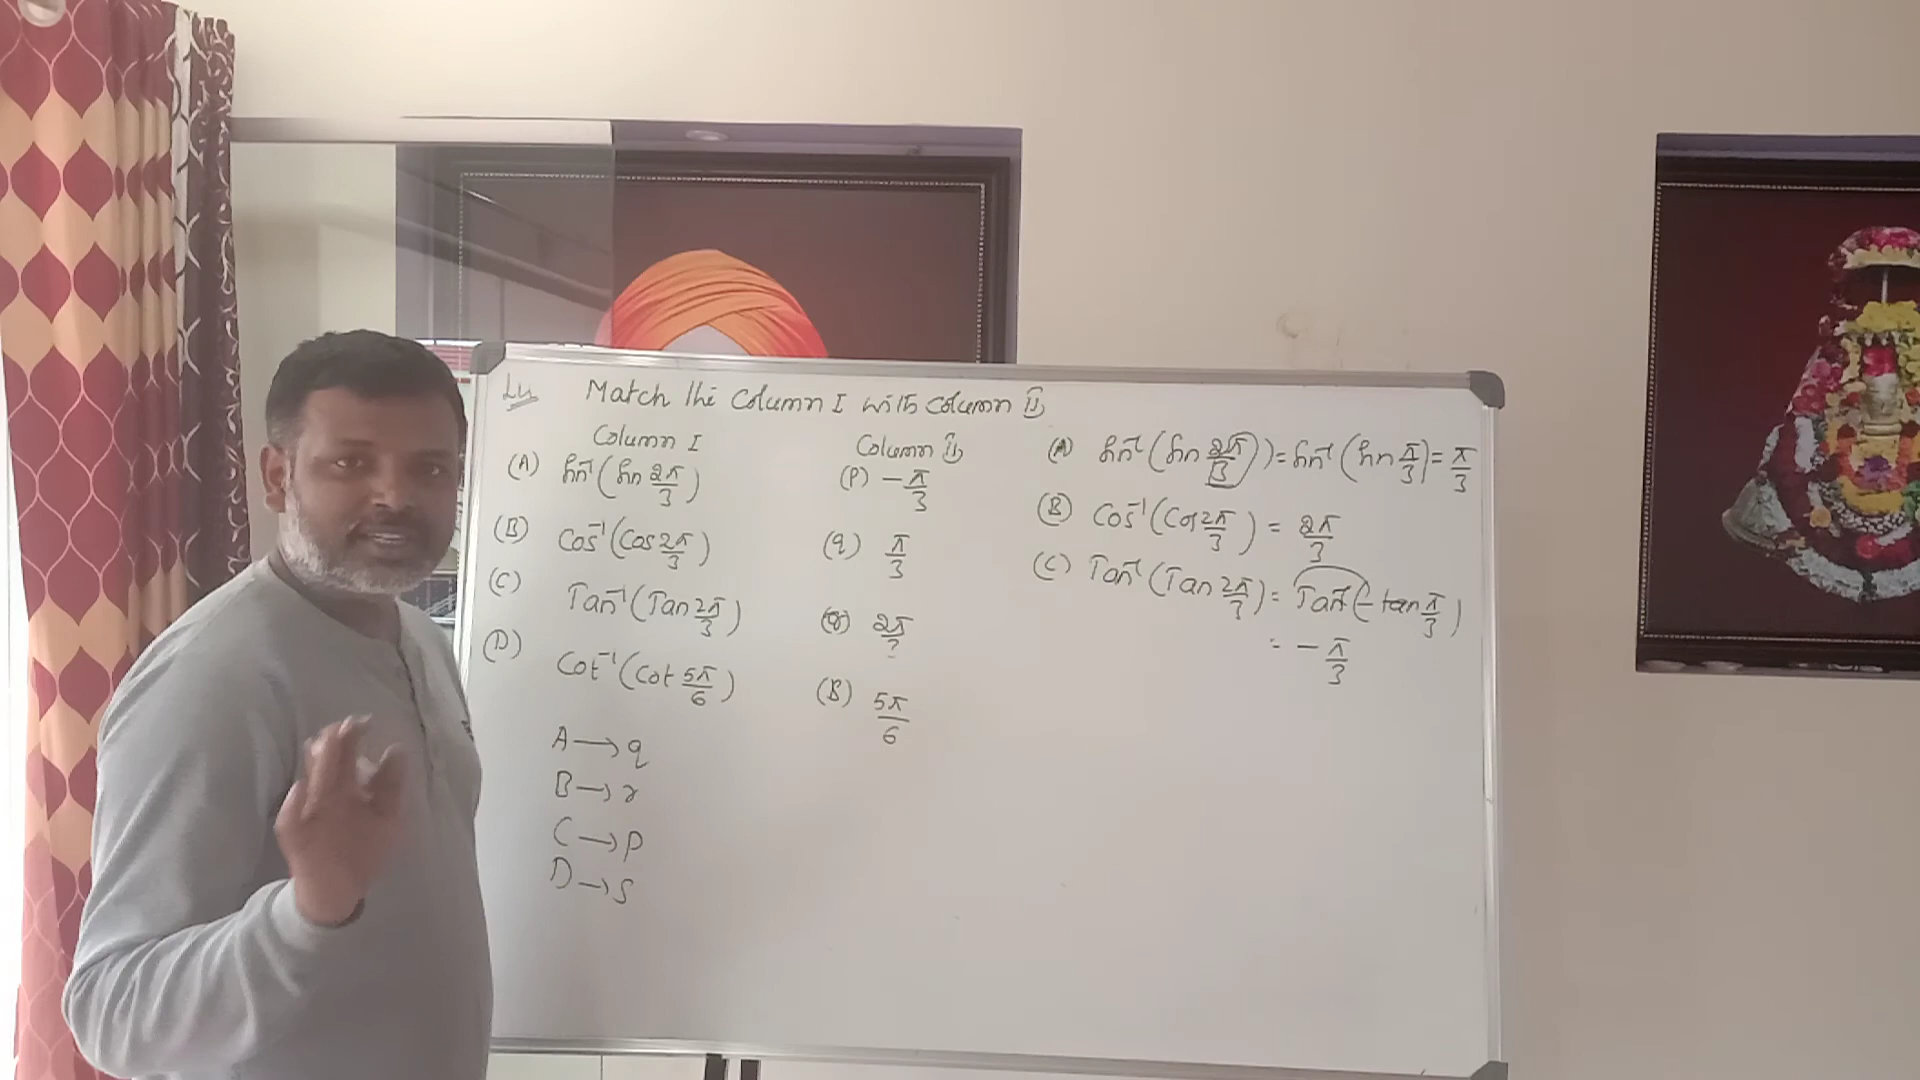 Match the Column I with Column II
Column I
Column II
(A) Sin⁻¹(Sin 2π/3)
(P) -π/3
(B) Cos⁻¹(Cos 2π/3)
(q) π/3
(C) Tan⁻¹(Tan 2π/3)
(r) 2π/3
(D) Cot⁻¹(Cot 5π/6)
(B) 5π/6
A → q
B → r
C → p
D → s
(A) Sin⁻¹(Sin 2π/3) = Sin⁻¹(Sin π/3) = π/3
(B) Cos⁻¹(Cos 2π/3) = 2π/3
(C) Tan⁻¹(Tan 2π/3) = Tan⁻¹(-tan π/3)
= -π/3